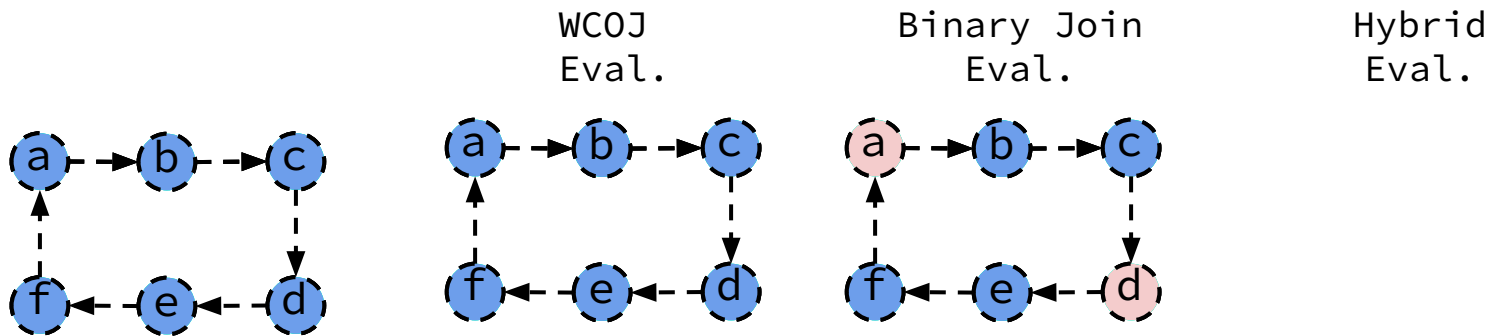 WCOJ Binary Join Hybrid
Eval. Eval. Eval.
a b c a b c a b c
f e d f e d f e d